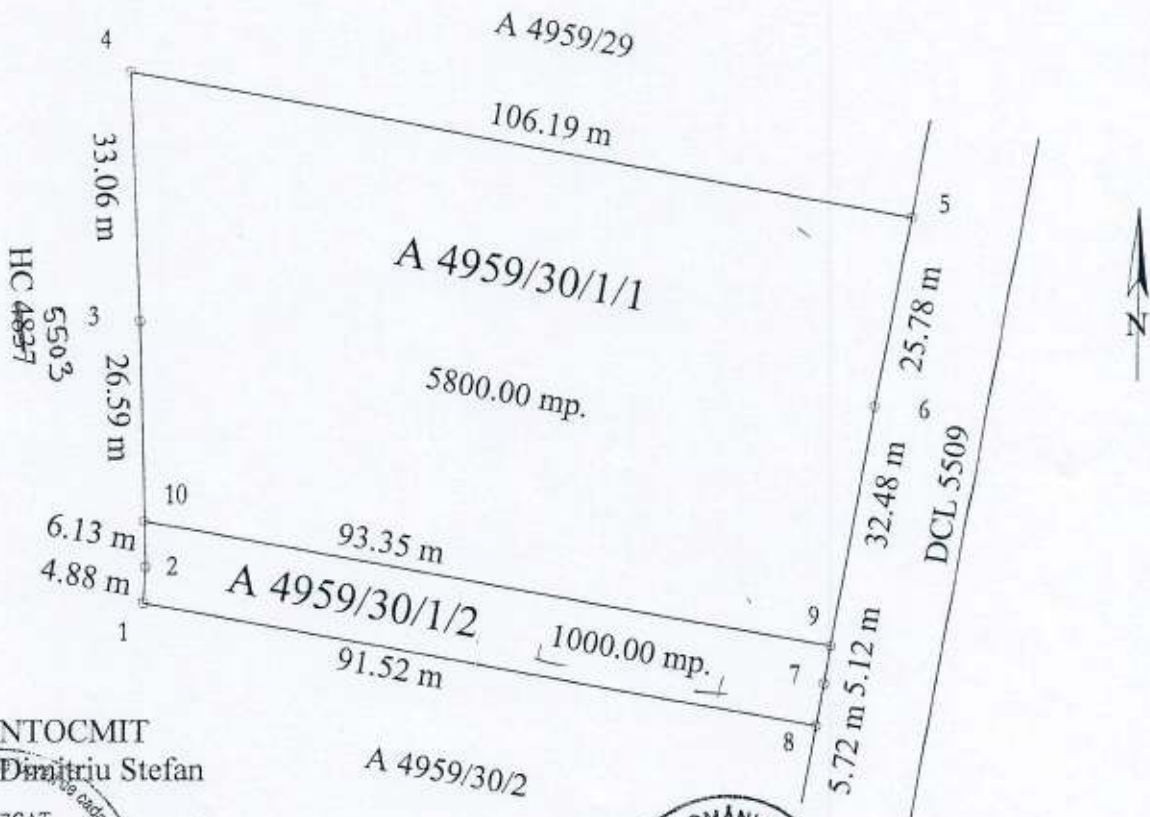 A 4959/29
4
106.19 m
5
33.06 m
A 4959/30/1/1
25.78 m
N
3
5503
HC 4837
26.59 m
5800.00 mp.
6
32.48 m
DCL 5509
10
6.13 m
93.35 m
2
4.88 m
A 4959/30/1/2
9
1
1000.00 mp.
7
5.12 m
91.52 m
8
5.72 m
NTOCMIT
Dimitriu Stefan
A 4959/30/2